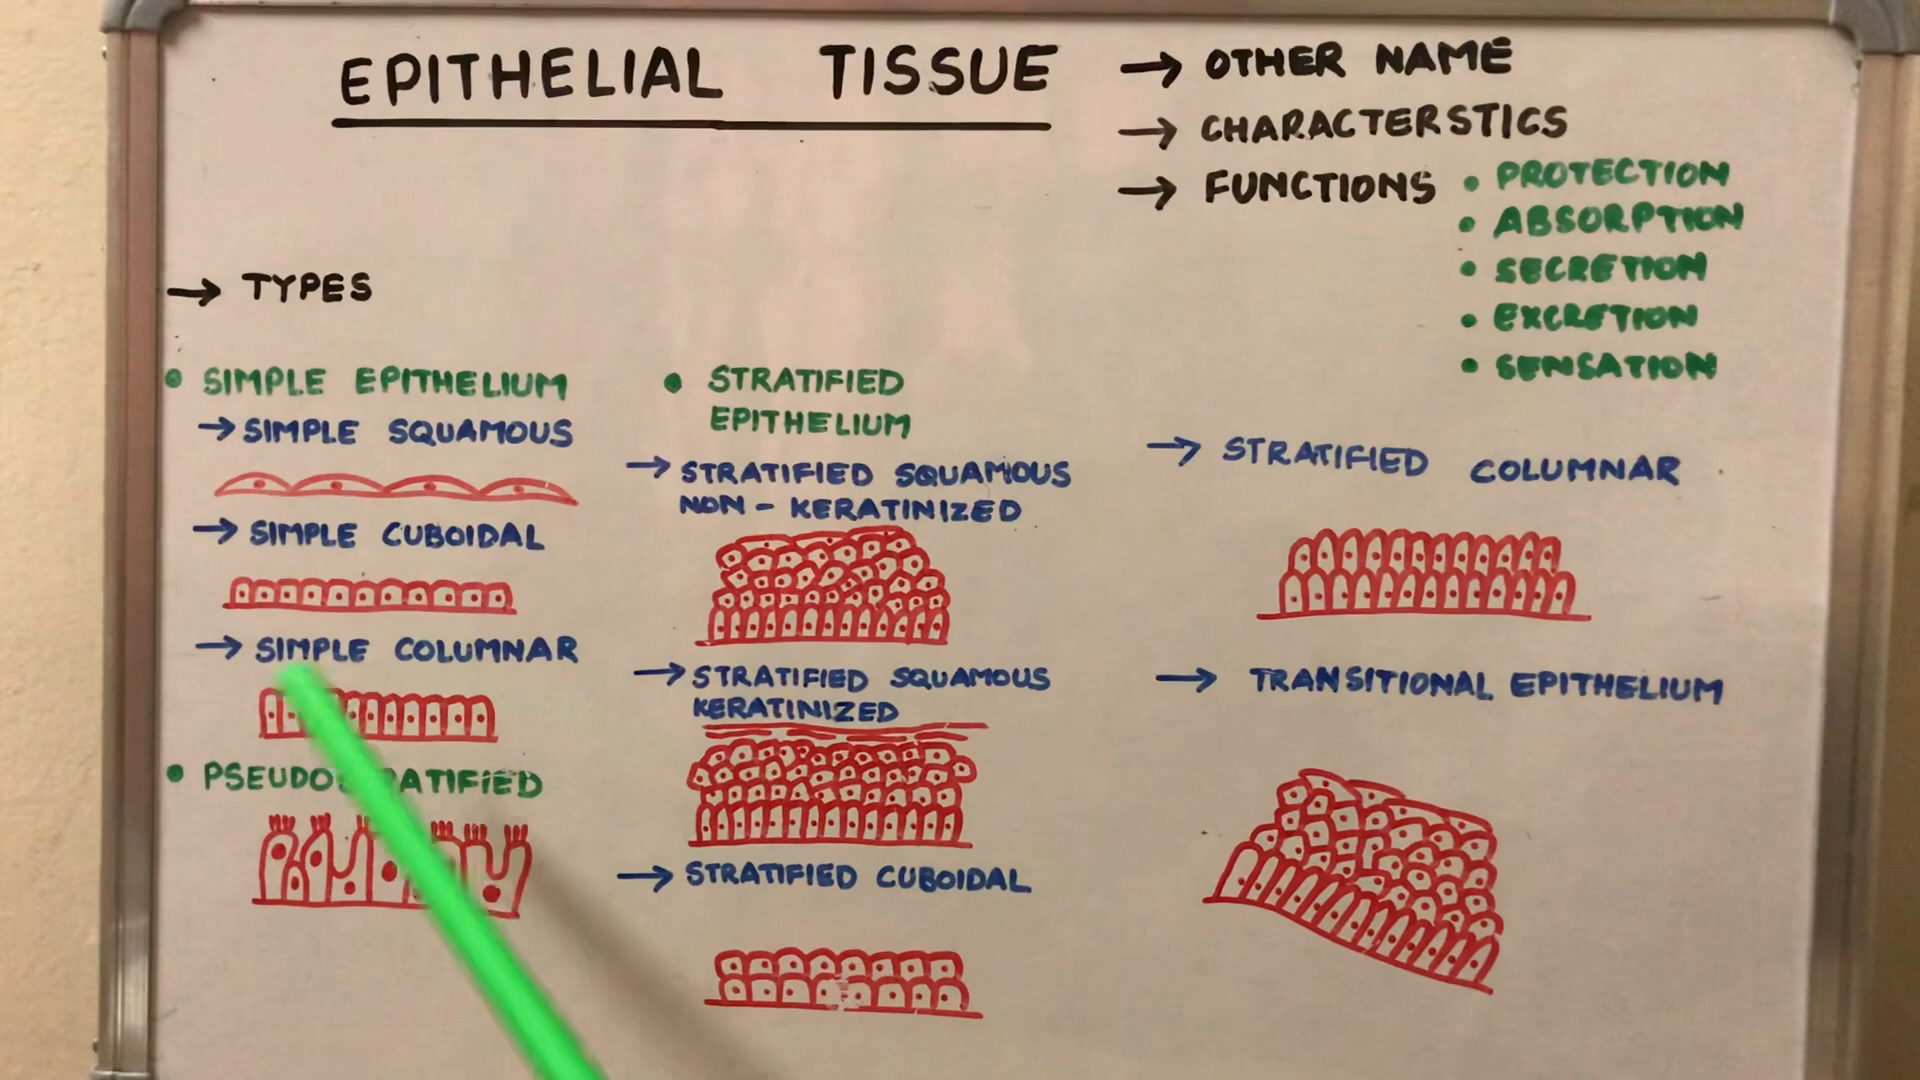 EPITHELIAL TISSUE
→ OTHER NAME
→ CHARACTERSTICS
→ FUNCTIONS
• PROTECTION
• ABSORPTION
• SECRETION
• EXCRETION
• SENSATION
→ TYPES
• SIMPLE EPITHELIUM
→ SIMPLE SQUAMOUS
→ SIMPLE CUBOIDAL
→ SIMPLE COLUMNAR
• STRATIFIED
EPITHELIUM
→ STRATIFIED SQUAMOUS
NON - KERATINIZED
→ STRATIFIED SQUAMOUS
KERATINIZED
→ STRATIFIED CUBOIDAL
→ STRATIFIED COLUMNAR
→ TRANSITIONAL EPITHELIUM